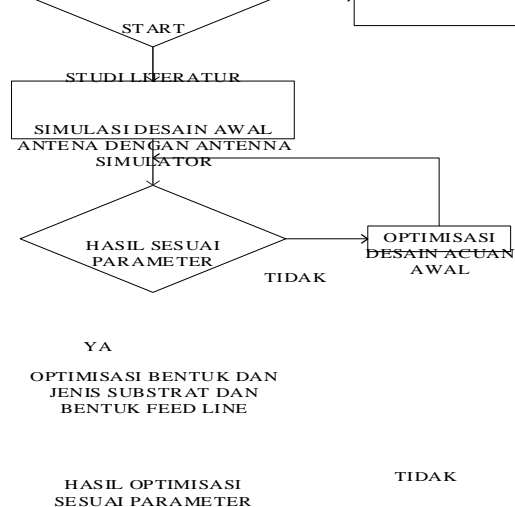 START
STUDI LITERATUR
SIMULASI DESAIN AWAL
ANTENA DENGAN ANTENNA
SIMULATOR
HASIL SESUAI
PARAMETER
TIDAK
OPTIMISASI
DESAIN ACUAN
AWAL
YA
OPTIMISASI BENTUK DAN
JENIS SUBSTRAT DAN
BENTUK FEED LINE
HASIL OPTIMISASI
SESUAI PARAMETER
TIDAK